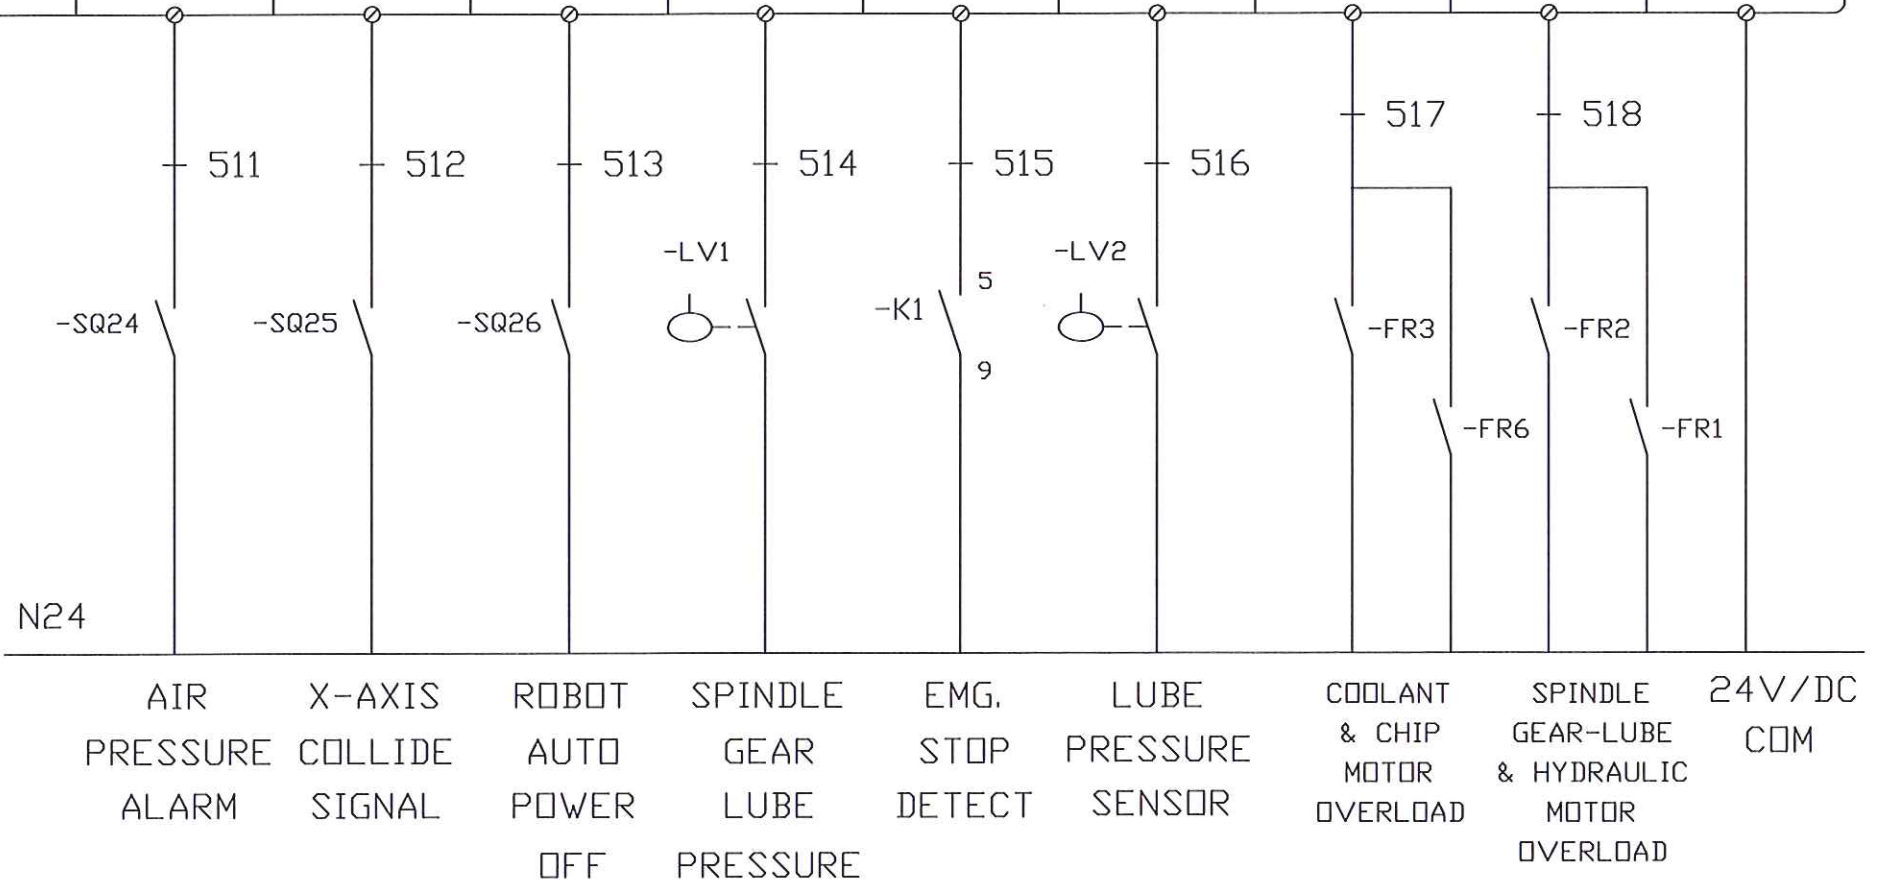 517
518
511
512
513
514
515
516
-LV1
-LV2
5
-K1
-SQ24
-SQ25
-SQ26
-FR3
-FR2
9
-FR6
-FR1
N24
AIR
PRESSURE
ALARM
X-AXIS
COLLIDE
SIGNAL
ROBOT
AUTO
POWER
OFF
SPINDLE
GEAR
LUBE
PRESSURE
EMG.
STOP
DETECT
LUBE
PRESSURE
SENSOR
COOLANT
& CHIP
MOTOR
OVERLOAD
SPINDLE
GEAR-LUBE
& HYDRAULIC
MOTOR
OVERLOAD
24V/DC
COM